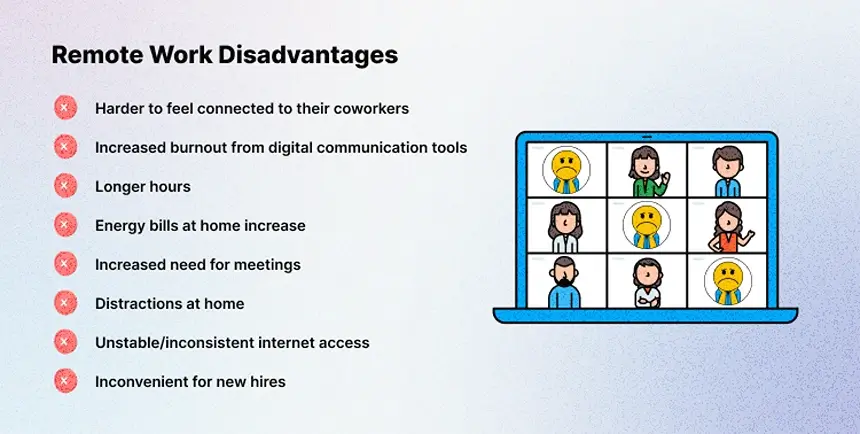 Remote Work Disadvantages
Harder to feel connected to their coworkers
Increased burnout from digital communication tools
Longer hours
Energy bills at home increase
Increased need for meetings
Distractions at home
Unstable/inconsistent internet access
Inconvenient for new hires